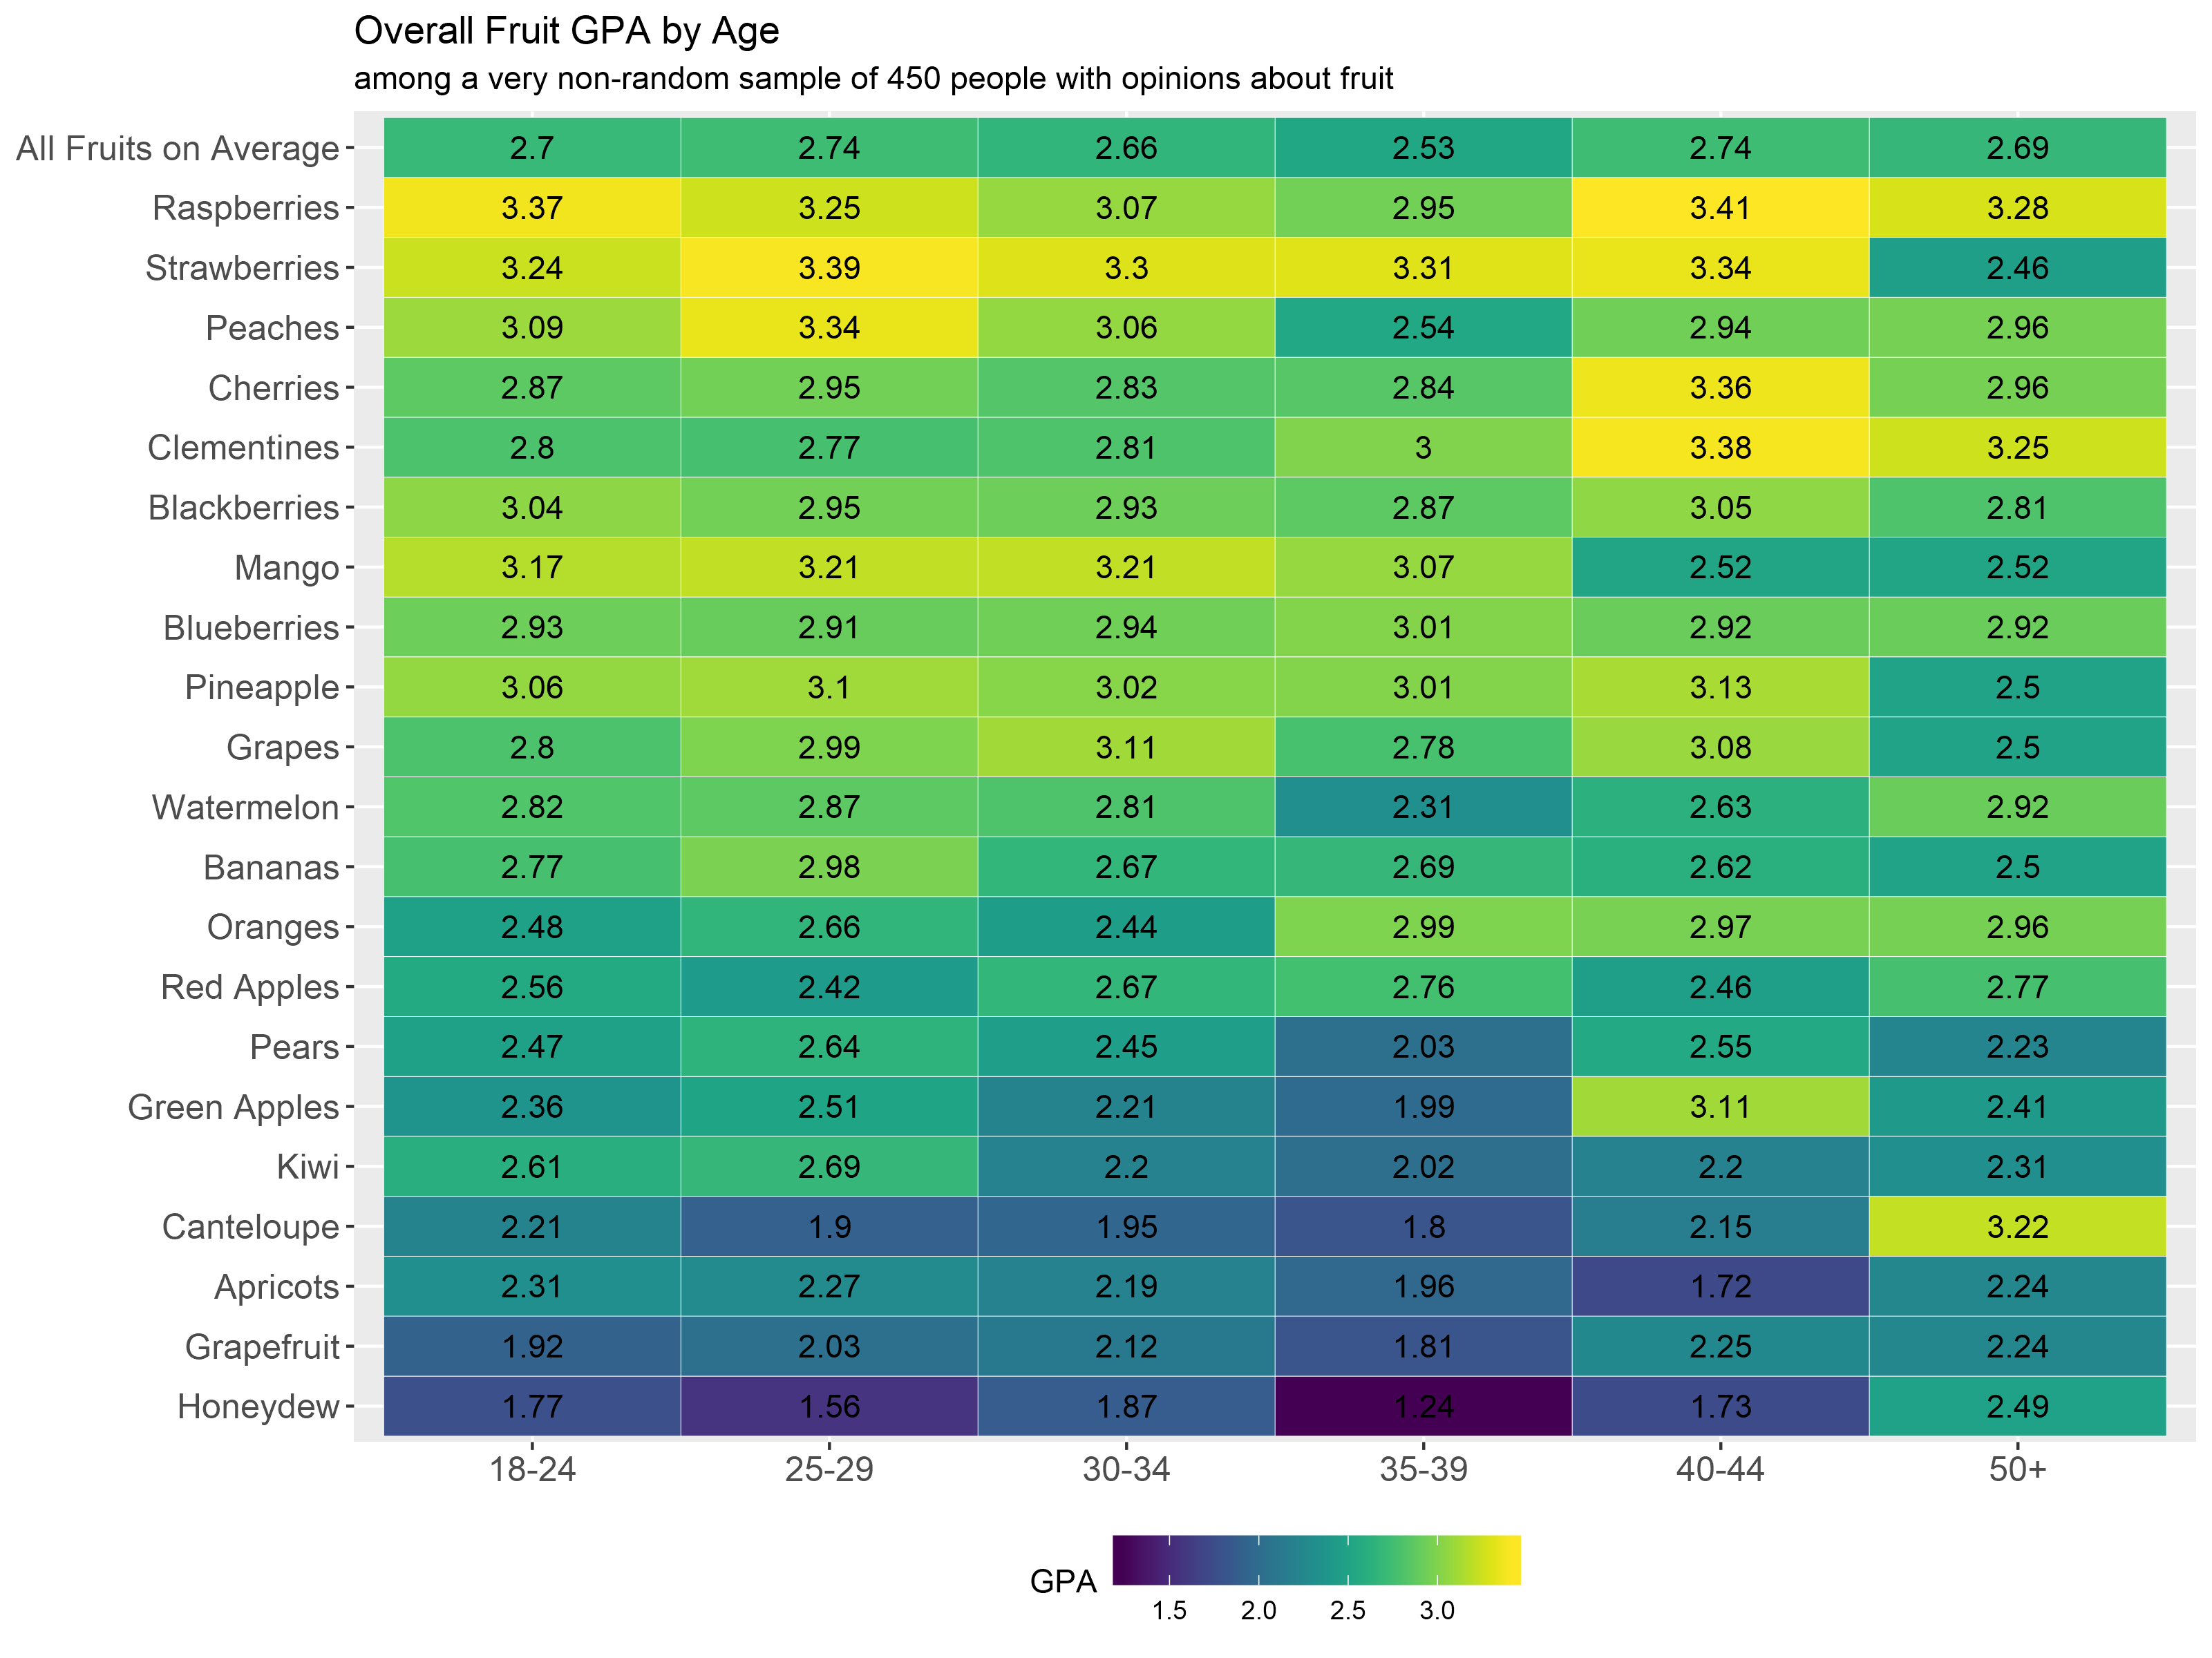 Overall Fruit GPA by Age
among a very non-random sample of 450 people with opinions about fruit
All Fruits on Average 2.7 2.74 2.66 2.53 2.74 2.69
Raspberries 3.37 3.25 3.07 2.95 3.41 3.28
Strawberries 3.24 3.39 3.3 3.31 3.34 2.46
Peaches 3.09 3.34 3.06 2.54 2.94 2.96
Cherries 2.87 2.95 2.83 2.84 3.36 2.96
Clementines 2.8 2.77 2.81 3 3.38 3.25
Blackberries 3.04 2.95 2.93 2.87 3.05 2.81
Mango 3.17 3.21 3.21 3.07 2.52 2.52
Blueberries 2.93 2.91 2.94 3.01 2.92 2.92
Pineapple 3.06 3.1 3.02 3.01 3.13 2.5
Grapes 2.8 2.99 3.11 2.78 3.08 2.5
Watermelon 2.82 2.87 2.81 2.31 2.63 2.92
Bananas 2.77 2.98 2.67 2.69 2.62 2.5
Oranges 2.48 2.66 2.44 2.99 2.97 2.96
Red Apples 2.56 2.42 2.67 2.76 2.46 2.77
Pears 2.47 2.64 2.45 2.03 2.55 2.23
Green Apples 2.36 2.51 2.21 1.99 3.11 2.41
Kiwi 2.61 2.69 2.2 2.02 2.2 2.31
Canteloupe 2.21 1.9 1.95 1.8 2.15 3.22
Apricots 2.31 2.27 2.19 1.96 1.72 2.24
Grapefruit 1.92 2.03 2.12 1.81 2.25 2.24
Honeydew 1.77 1.56 1.87 1.24 1.73 2.49
18-24 25-29 30-34 35-39 40-44 50+
GPA
1.5 2.0 2.5 3.0